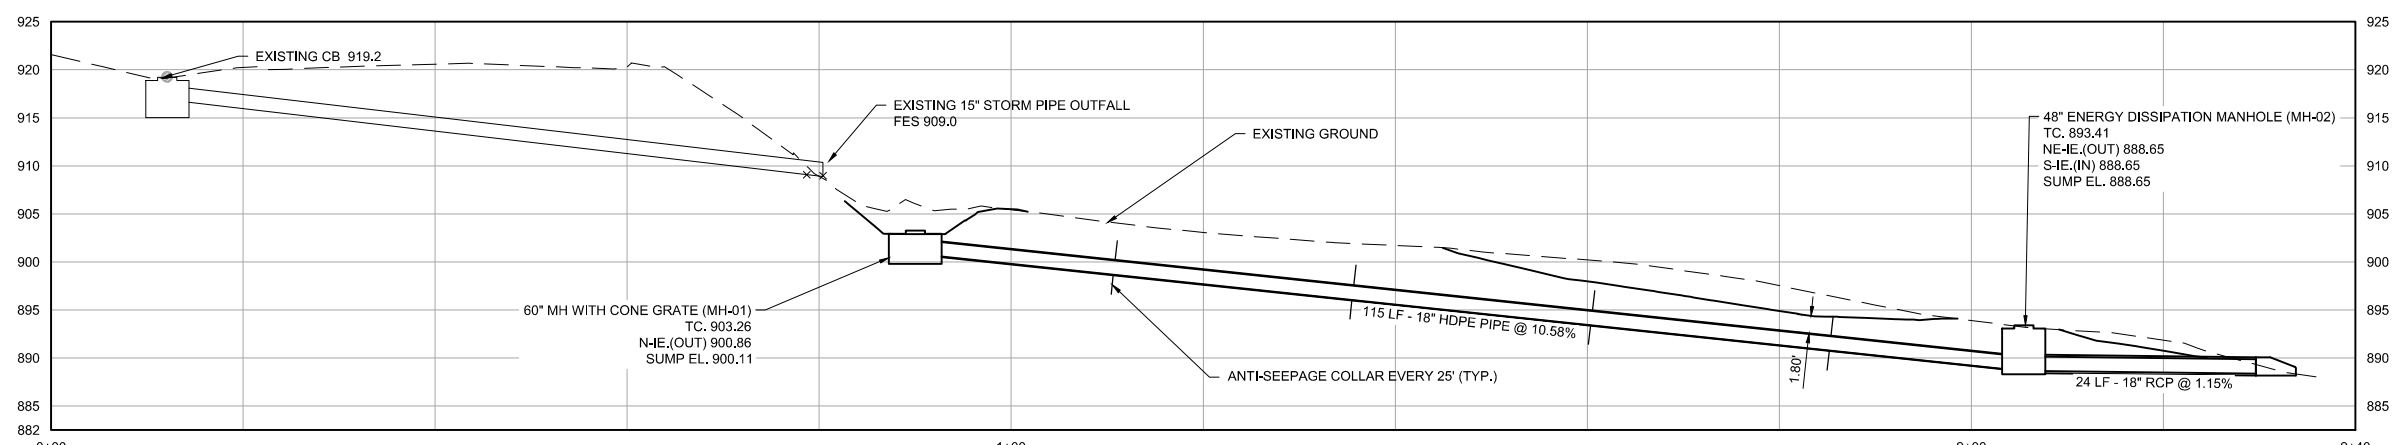 925
925
EXISTING CB 919.2
920
920
EXISTING 15" STORM PIPE OUTFALL
FES 909.0
915
915
48" ENERGY DISSIPATION MANHOLE (MH-02)
TC. 893.41
NE-IE.(OUT) 888.65
S-IE.(IN) 888.65
SUMP EL. 888.65
EXISTING GROUND
910
910
905
905
900
900
60" MH WITH CONE GRATE (MH-01)
TC. 903.26
N-IE.(OUT) 900.86
SUMP EL. 900.11
895
895
115 LF - 18" HDPE PIPE @ 10.58%
890
890
1.80'
ANTI-SEEPAGE COLLAR EVERY 25' (TYP.)
24 LF - 18" RCP @ 1.15%
885
885
882
882